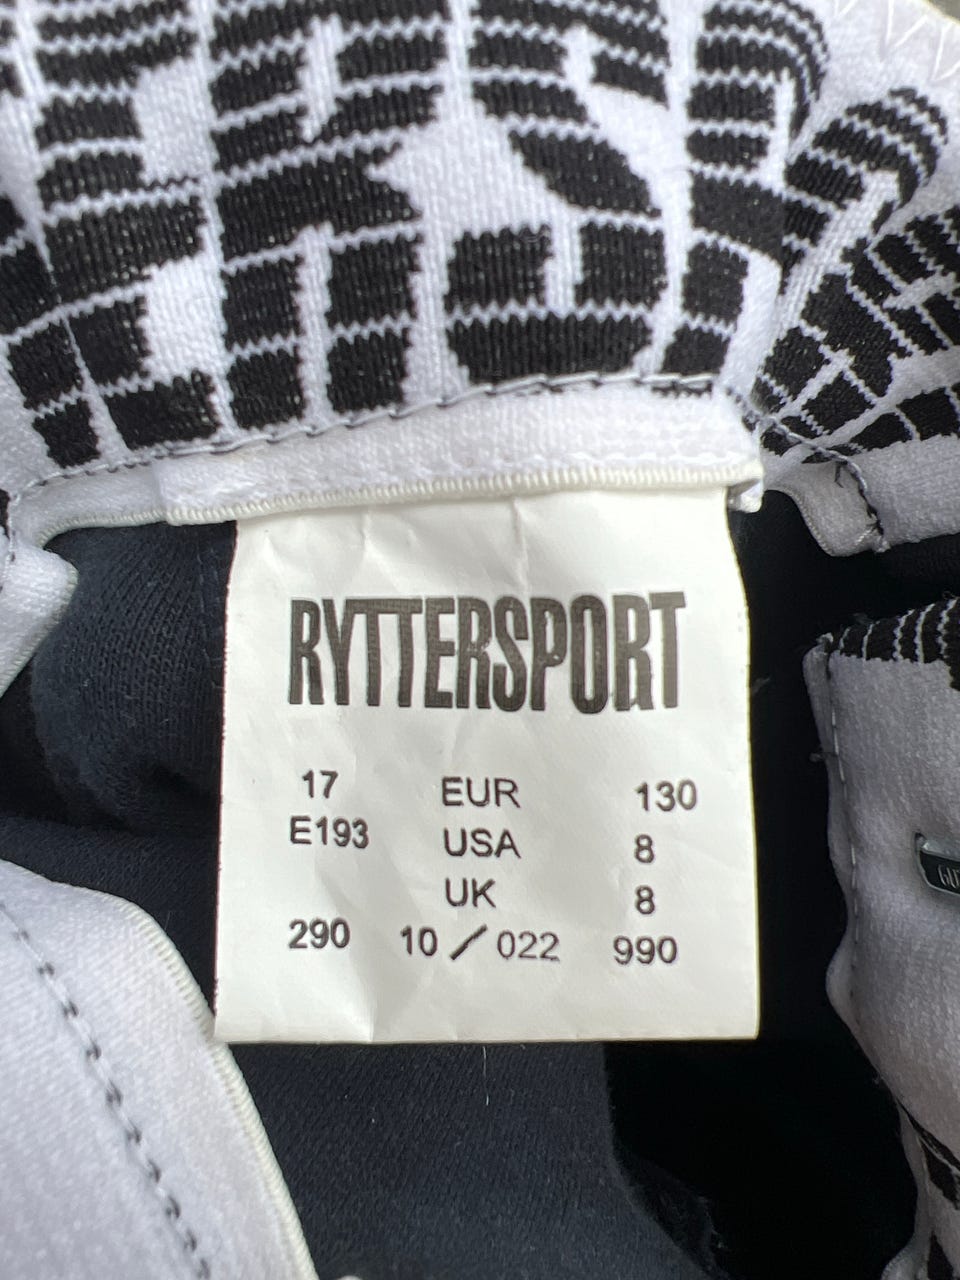 RYTTERSPORT
17 EUR 130
E193 USA 8
UK 8
290 10 / 022 990